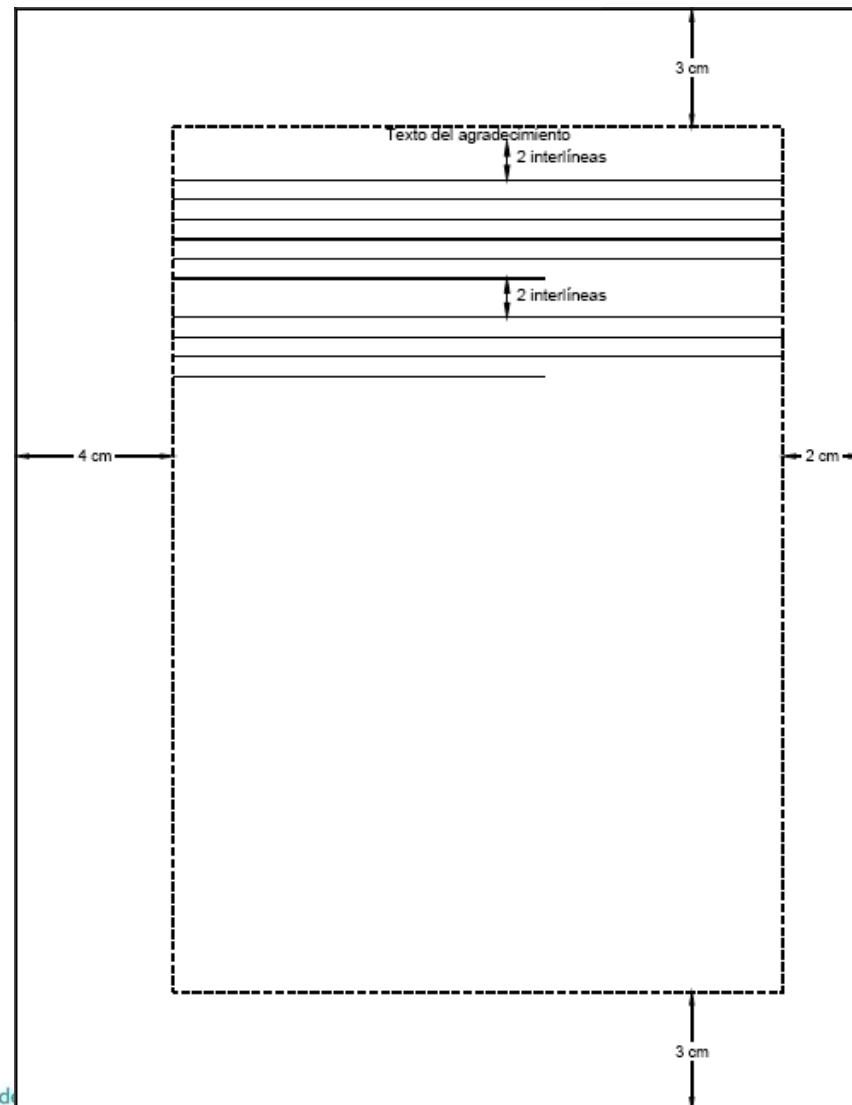 3 cm
Texto del agradecimiento
2 interlíneas
2 interlíneas
4 cm
2 cm
3 cm